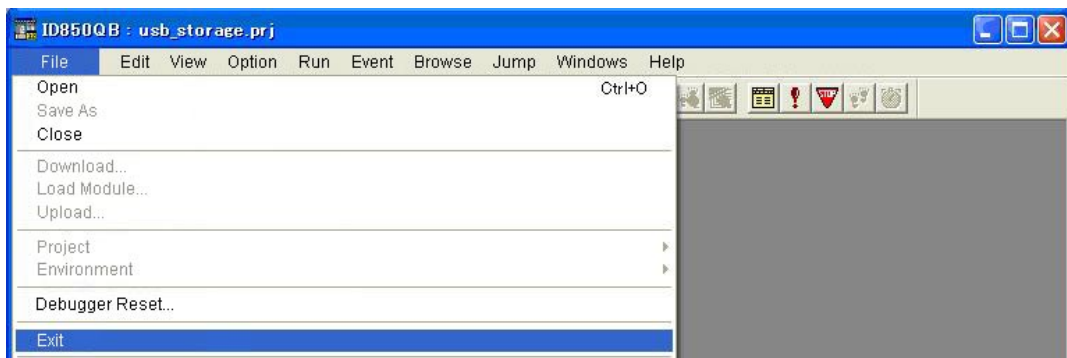 ID850QB : usb_storage.prj
File Edit View Option Run Event Browse Jump Windows Help
Open Ctrl+O
Save As
Close
Download...
Load Module...
Upload...
Project
Environment
Debugger Reset...
Exit